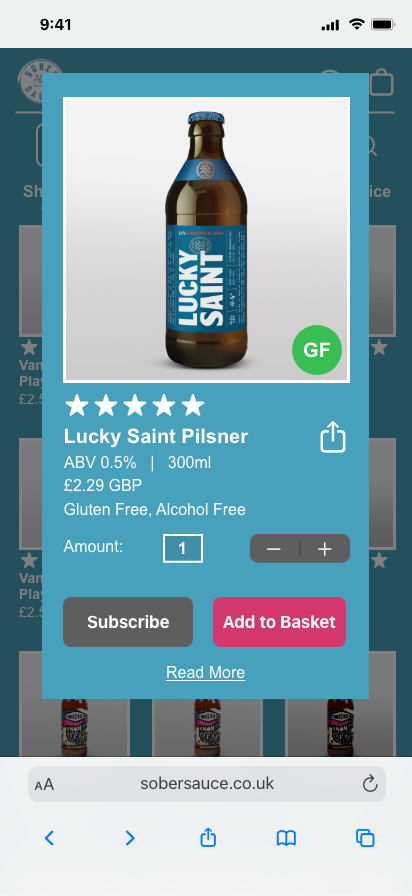 9:41
SOBER
Sh
ice
LUCKY
SAINT
GF
Lucky Saint Pilsner
ABV 0.5% | 300ml
£2.29 GBP
Gluten Free, Alcohol Free
Amount: 1
Subscribe
Add to Basket
Read More
Van
Play
£2.5
Van
Play
£2.5
AA sobersauce.co.uk